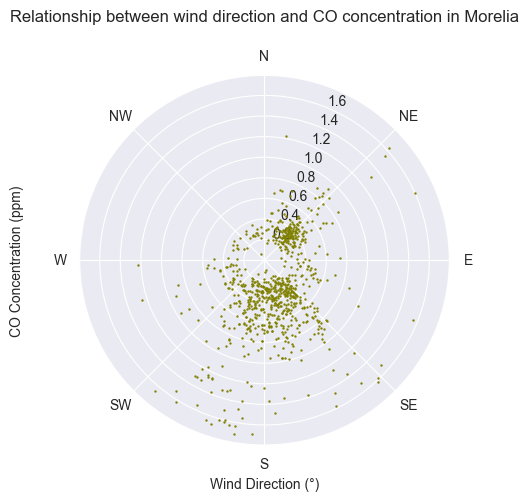 Relationship between wind direction and CO concentration in Morelia
N
NW
NE
1.6
1.4
1.2
1.0
0.8
0.6
0.4
W
E
SW
SE
S
CO Concentration (ppm)
Wind Direction (°)